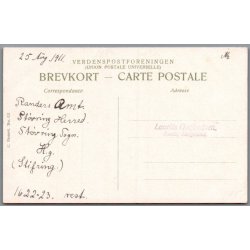 25 Aug 1911.
VERDENSPOSTFORENINGEN
(UNION POSTALE UNIVERSELLE)
BREVKORT – CARTE POSTALE
Correspondance
Adresse
Randers Amt.
Støvring Herred
Støvring Sogn.
Hg.
(Stifring)
1622-23. vest.